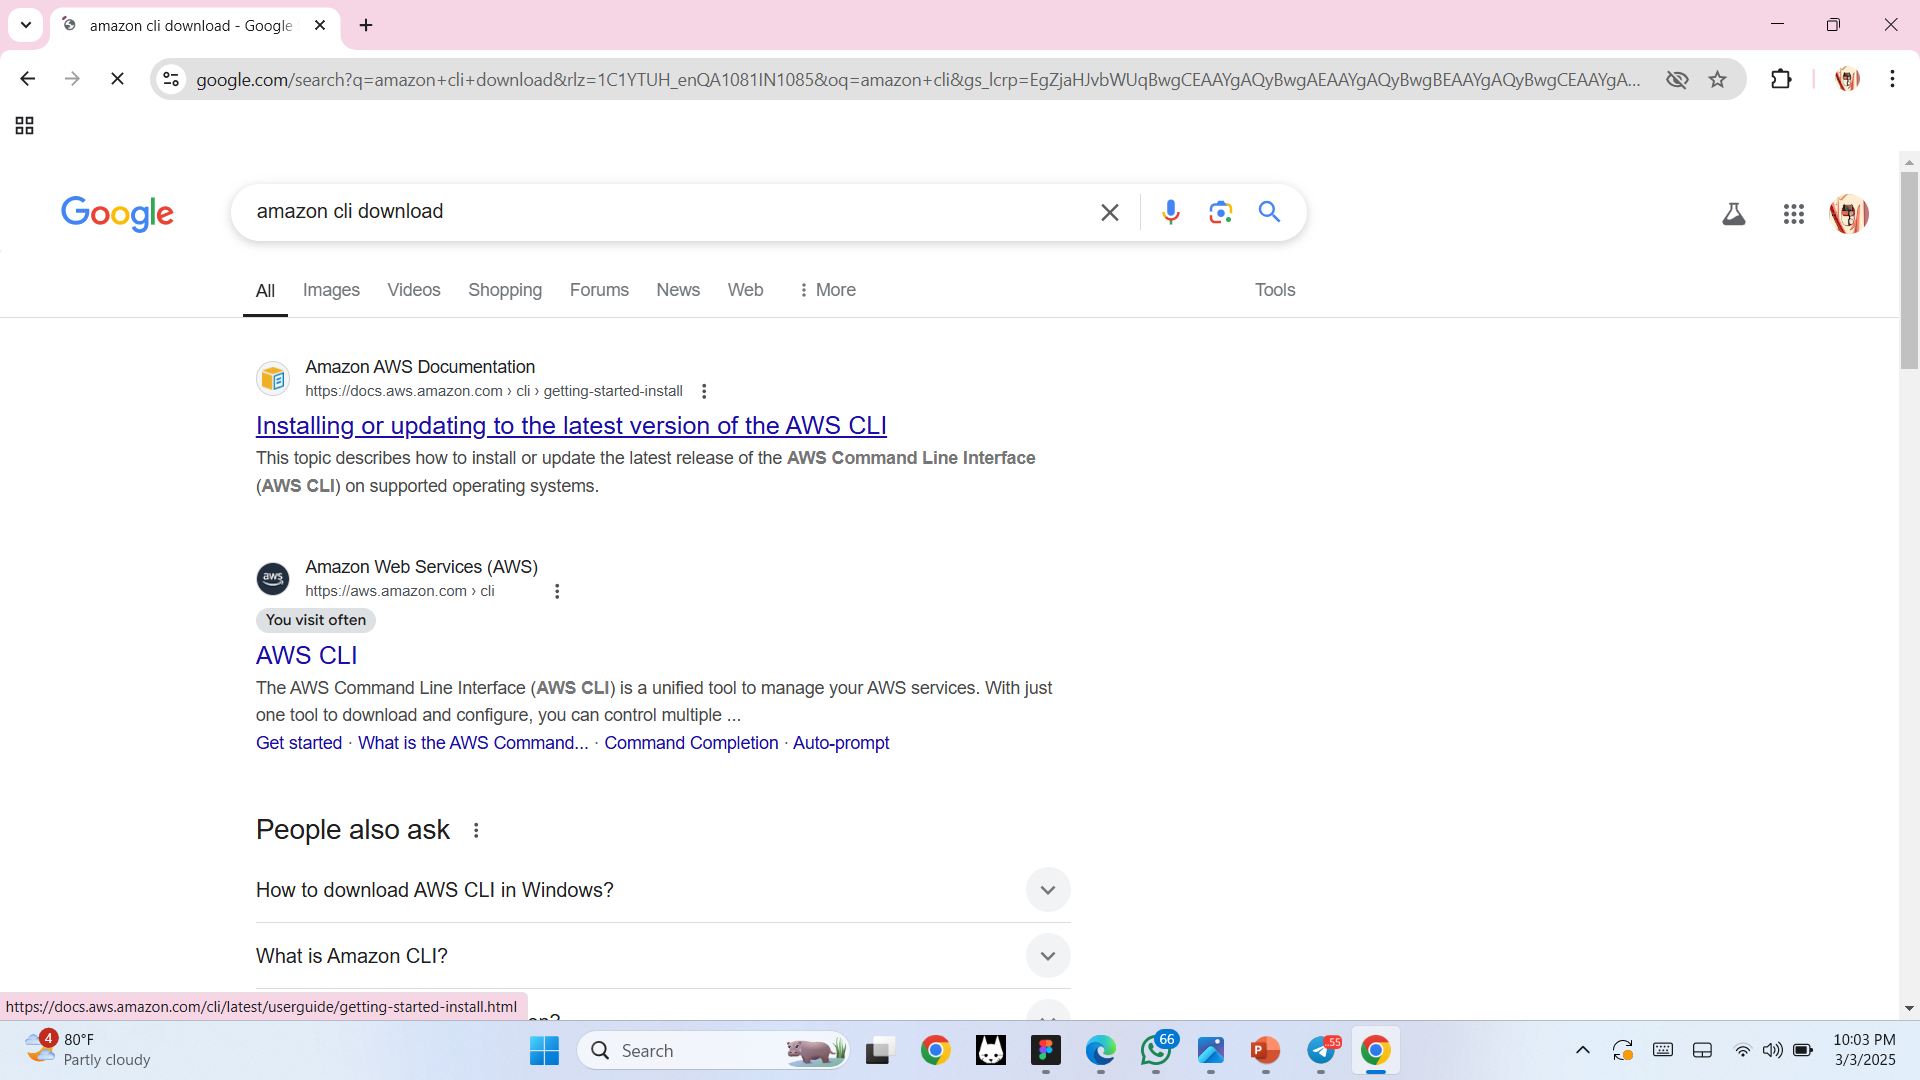 amazon cli download - Google
google.com/search?q=amazon+cli+download&rlz=1C1YTUH_enQA1081IN1085&oq=amazon+cli&gs_lcrp=EgZjaHJvbWUqBwgCEAAYgAQyBwgAEAAYgAQyBwgBEAAYgAQyBwgCEAAYgA...
Google
amazon cli download
All Images Videos Shopping Forums News Web More Tools
Amazon AWS Documentation
https://docs.aws.amazon.com › cli › getting-started-install
Installing or updating to the latest version of the AWS CLI
This topic describes how to install or update the latest release of the AWS Command Line Interface
(AWS CLI) on supported operating systems.
aws
Amazon Web Services (AWS)
https://aws.amazon.com › cli
You visit often
AWS CLI
The AWS Command Line Interface (AWS CLI) is a unified tool to manage your AWS services. With just
one tool to download and configure, you can control multiple ...
Get started · What is the AWS Command... · Command Completion · Auto-prompt
People also ask
How to download AWS CLI in Windows?
What is Amazon CLI?
https://docs.aws.amazon.com/cli/latest/userguide/getting-started-install.html
4
80°F
Partly cloudy
Search
66
55
10:03 PM
3/3/2025